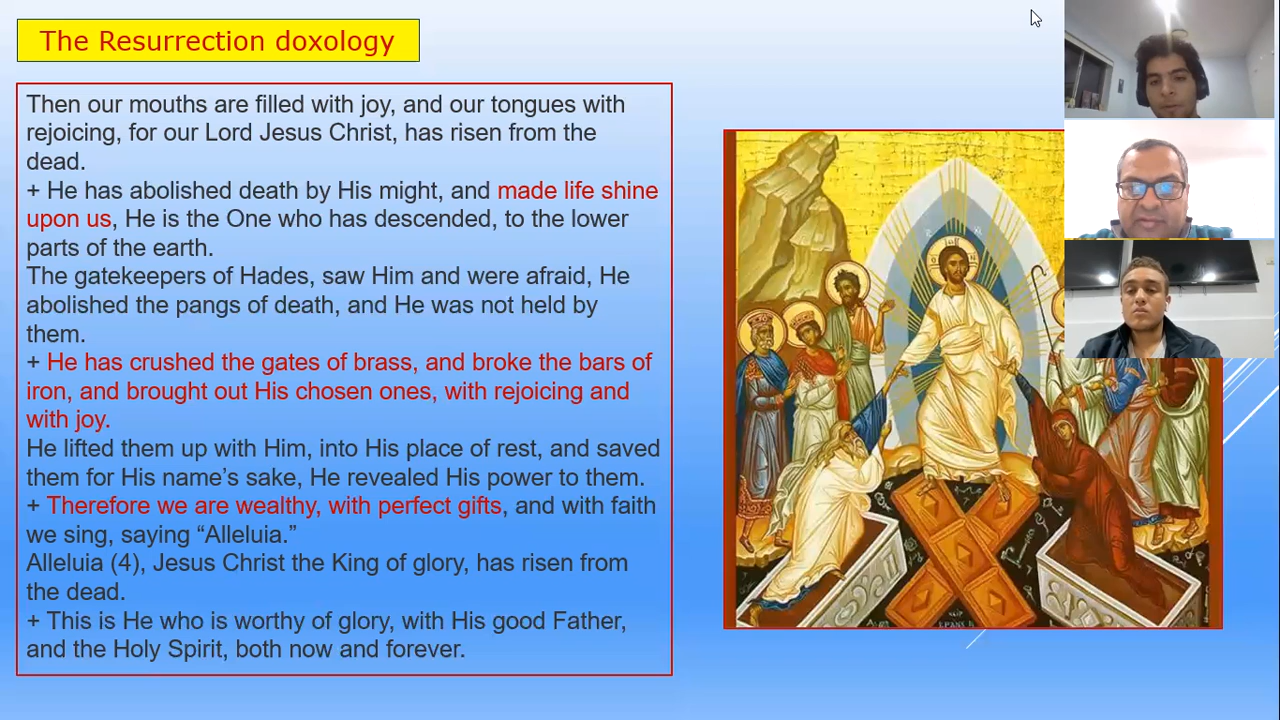 The Resurrection doxology
Then our mouths are filled with joy, and our tongues with
rejoicing, for our Lord Jesus Christ, has risen from the
dead.
+ He has abolished death by His might, and made life shine
upon us, He is the One who has descended, to the lower
parts of the earth.
The gatekeepers of Hades, saw Him and were afraid, He
abolished the pangs of death, and He was not held by
them.
+ He has crushed the gates of brass, and broke the bars of
iron, and brought out His chosen ones, with rejoicing and
with joy.
He lifted them up with Him, into His place of rest, and saved
them for His name’s sake, He revealed His power to them.
+ Therefore we are wealthy, with perfect gifts, and with faith
we sing, saying “Alleluia.”
Alleluia (4), Jesus Christ the King of glory, has risen from
the dead.
+ This is He who is worthy of glory, with His good Father,
and the Holy Spirit, both now and forever.